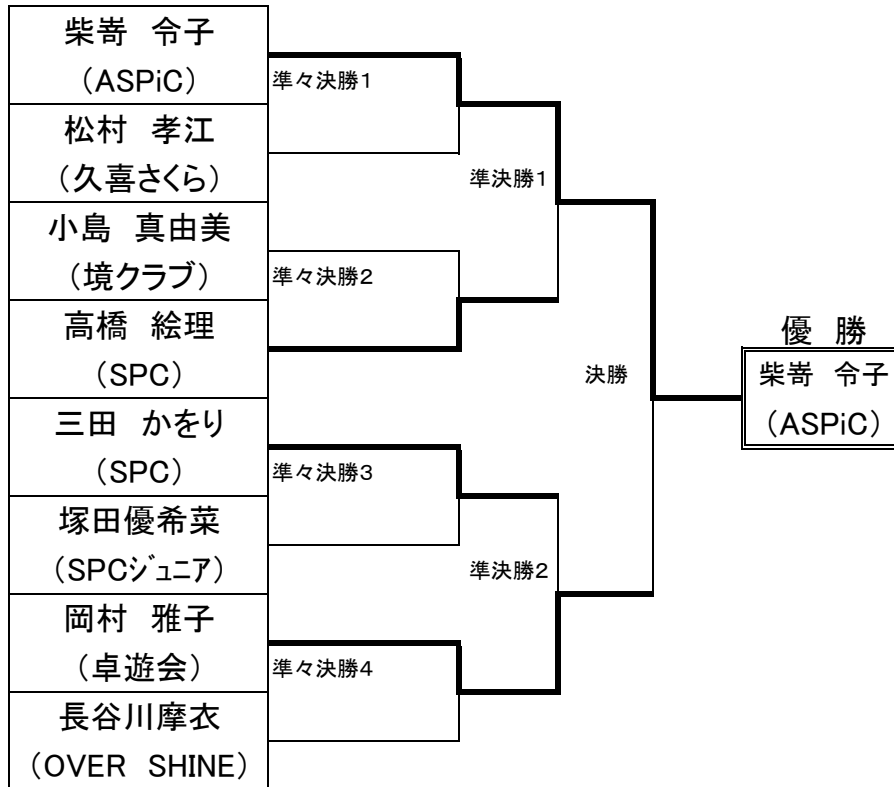 柴嵜　令子
（ASPiC）
準々決勝1
松村　孝江
（久喜さくら）
準決勝1
小島　真由美
（境クラブ）
準々決勝2
高橋　絵理
（SPC）
優　勝
決勝
柴嵜　令子
（ASPiC）
三田　かをり
（SPC）
準々決勝3
塚田優希菜
（SPCｼﾞｭニア）
準決勝2
岡村　雅子
（卓遊会）
準々決勝4
長谷川摩衣
（OVER　SHINE）